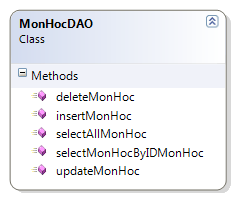 MonHocDAO
Class
Methods
deleteMonHoc
insertMonHoc
selectAllMonHoc
selectMonHocByIDMonHoc
updateMonHoc